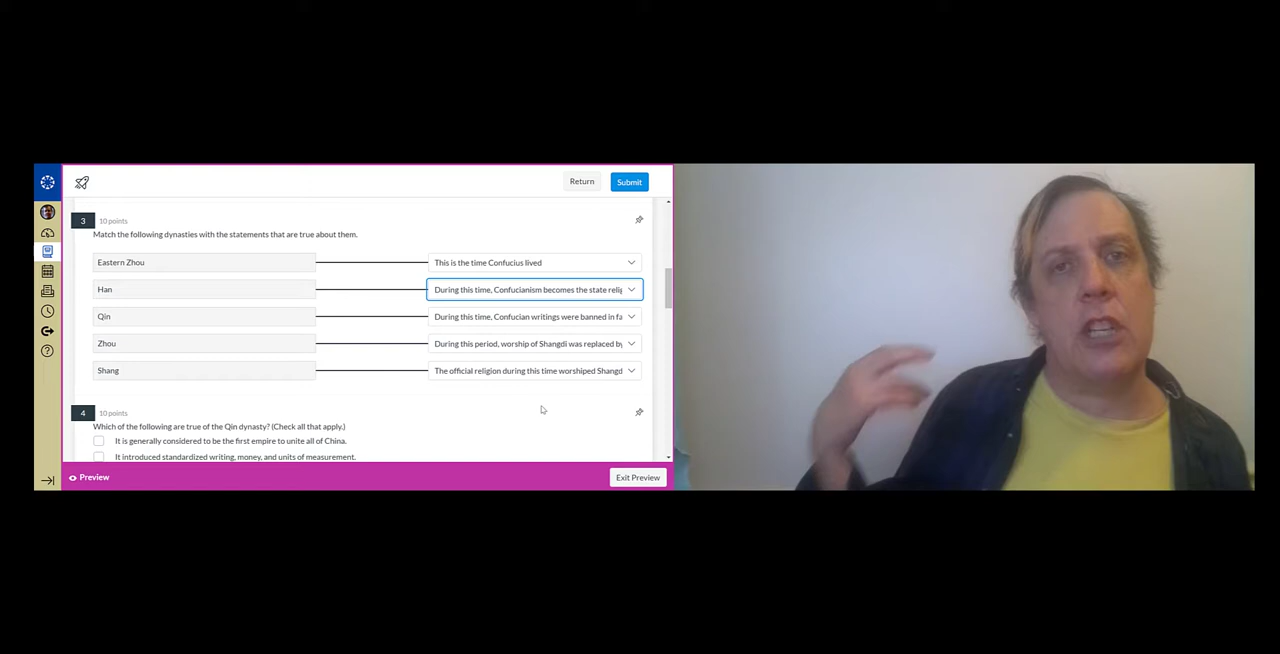 Return
Submit
3
10 points
Match the following dynasties with the statements that are true about them.
Eastern Zhou
This is the time Confucius lived
Han
During this time, Confucianism becomes the state relig
Qin
During this time, Confucian writings were banned in fa
Zhou
During this period, worship of Shangdi was replaced by
Shang
The official religion during this time worshiped Shangd
4
10 points
Which of the following are true of the Qin dynasty? (Check all that apply.)
It is generally considered to be the first empire to unite all of China.
It introduced standardized writing, money, and units of measurement.
Preview
Exit Preview